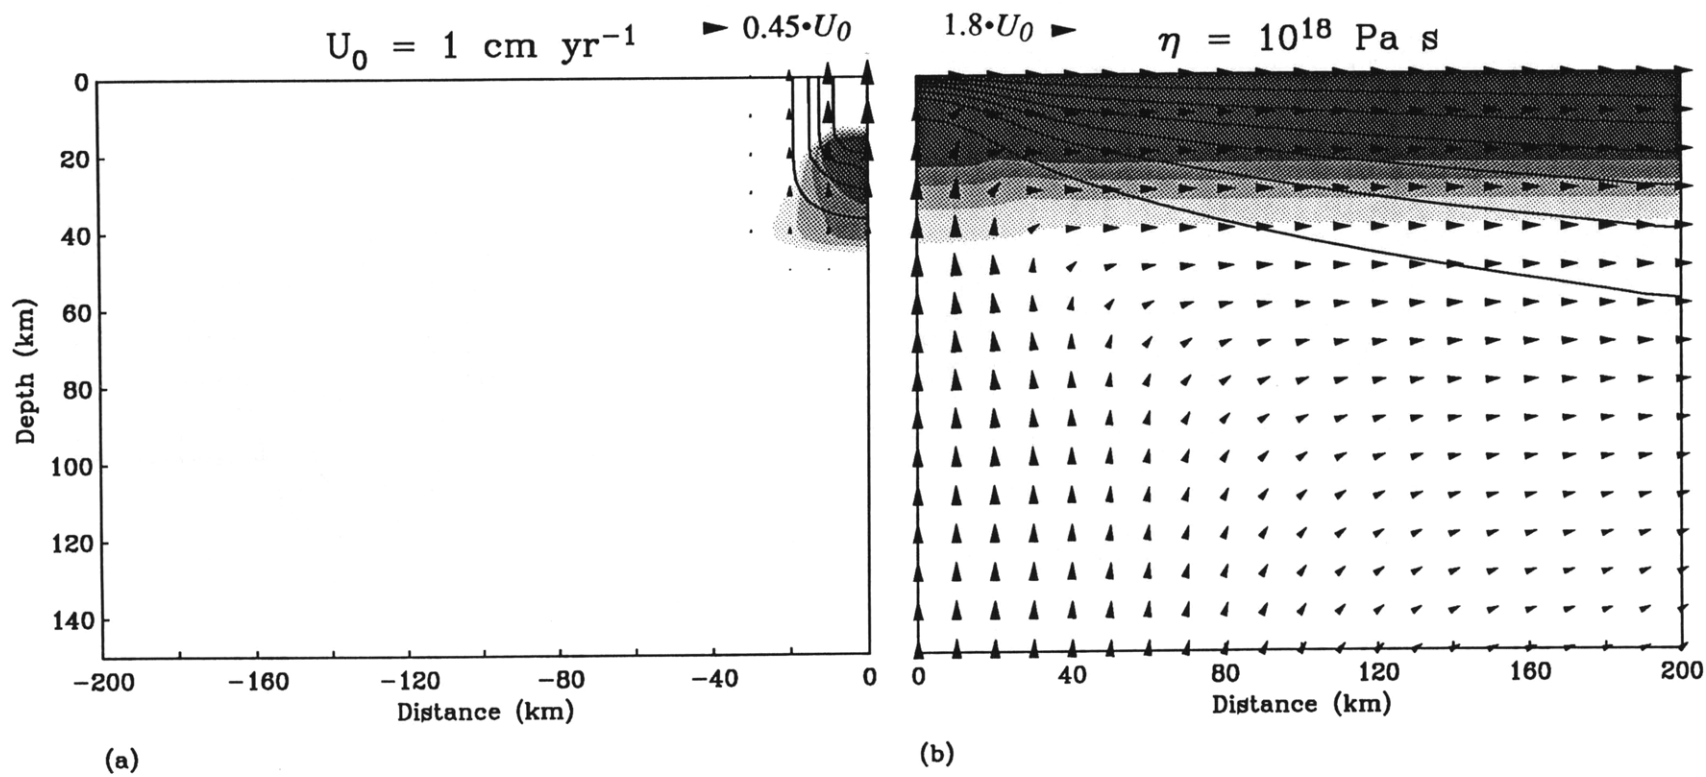 U₀ = 1 cm yr⁻¹
0.45•U₀
1.8•U₀
η = 10¹⁸ Pa s
0
20
40
60
80
100
120
140
Depth (km)
-200 -160 -120 -80 -40 0
Distance (km)
0 40 80 120 160 200
Distance (km)
(a)
(b)